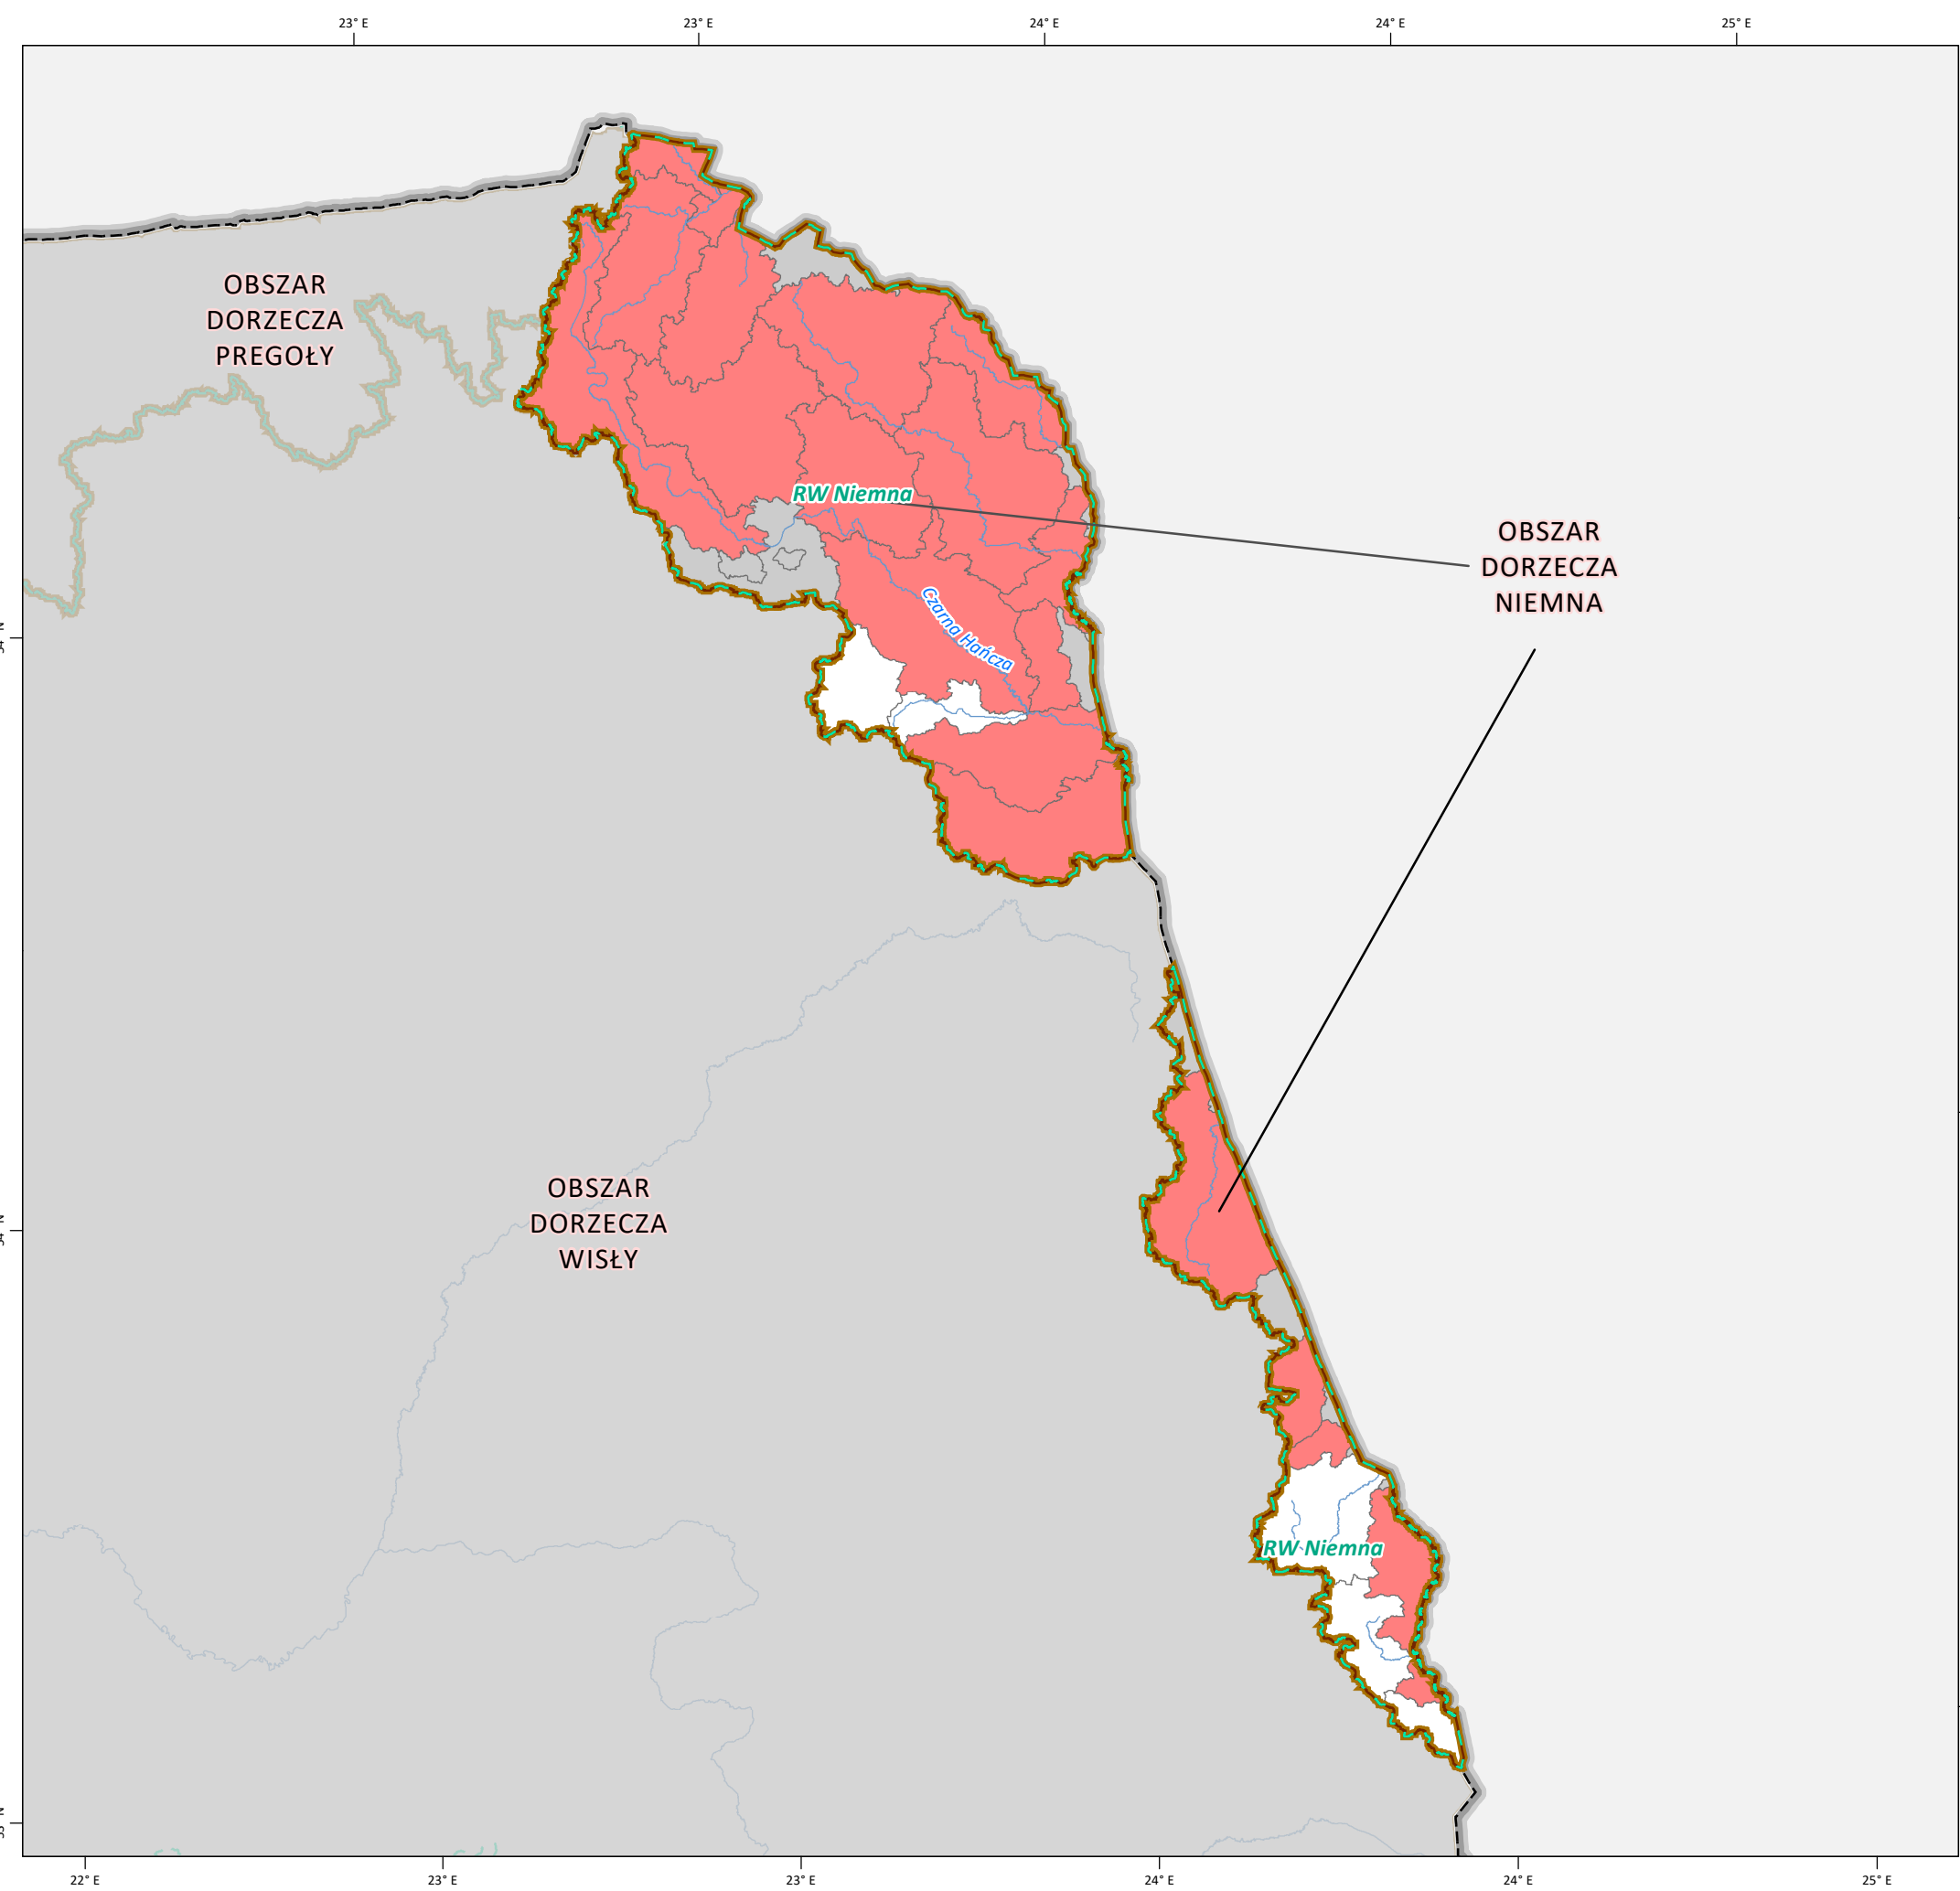 23° E
23° E
24° E
24° E
25° E
OBSZAR
DORZECZA
PREGOŁY
RW Niemna
OBSZAR
DORZECZA
NIEMNA
Czarna Hańcza
OBSZAR
DORZECZA
WISŁY
RW Niemna
22° E
23° E
23° E
24° E
24° E
25° E